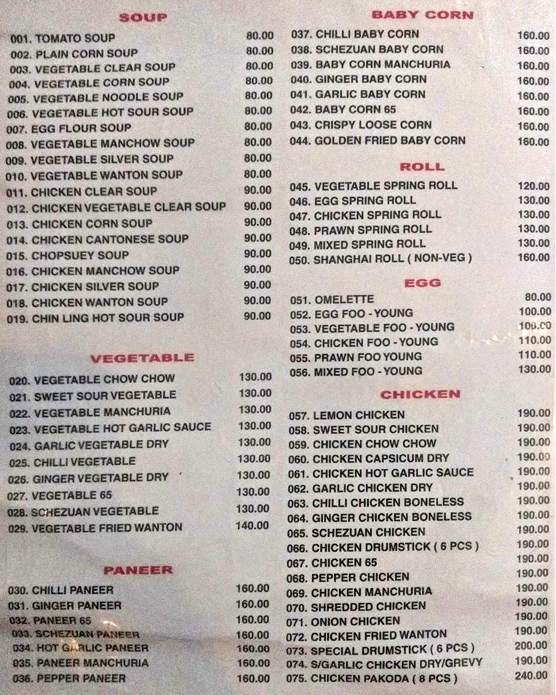 SOUP
001. TOMATO SOUP 80.00
002. PLAIN CORN SOUP 80.00
003. VEGETABLE CLEAR SOUP 80.00
004. VEGETABLE CORN SOUP 80.00
005. VEGETABLE NOODLE SOUP 80.00
006. VEGETABLE HOT SOUR SOUP 80.00
007. EGG FLOUR SOUP 80.00
008. VEGETABLE MANCHOW SOUP 80.00
009. VEGETABLE SILVER SOUP 80.00
010. VEGETABLE WANTON SOUP 80.00
011. CHICKEN CLEAR SOUP 90.00
012. CHICKEN VEGETABLE CLEAR SOUP 90.00
013. CHICKEN CORN SOUP 90.00
014. CHICKEN CANTONESE SOUP 90.00
015. CHOPSUEY SOUP 90.00
016. CHICKEN MANCHOW SOUP 90.00
017. CHICKEN SILVER SOUP 90.00
018. CHICKEN WANTON SOUP 90.00
019. CHIN LING HOT SOUR SOUP 90.00
VEGETABLE
020. VEGETABLE CHOW CHOW 130.00
021. SWEET SOUR VEGETABLE 130.00
022. VEGETABLE MANCHURIA 130.00
023. VEGETABLE HOT GARLIC SAUCE 130.00
024. GARLIC VEGETABLE DRY 130.00
025. CHILLI VEGETABLE 130.00
026. GINGER VEGETABLE DRY 130.00
027. VEGETABLE 65 130.00
028. SCHEZUAN VEGETABLE 130.00
029. VEGETABLE FRIED WANTON 140.00
PANEER
030. CHILLI PANEER 160.00
031. GINGER PANEER 160.00
032. PANEER 65 160.00
033. SCHEZUAN PANEER 160.00
034. HOT GARLIC PANEER 160.00
035. PANEER MANCHURIA 160.00
036. PEPPER PANEER 160.00
BABY CORN
037. CHILLI BABY CORN 160.00
038. SCHEZUAN BABY CORN 160.00
039. BABY CORN MANCHURIA 160.00
040. GINGER BABY CORN 160.00
041. GARLIC BABY CORN 160.00
042. BABY CORN 65 160.00
043. CRISPY LOOSE CORN 160.00
044. GOLDEN FRIED BABY CORN 160.00
ROLL
045. VEGETABLE SPRING ROLL 120.00
046. EGG SPRING ROLL 130.00
047. CHICKEN SPRING ROLL 130.00
048. PRAWN SPRING ROLL 130.00
049. MIXED SPRING ROLL 130.00
050. SHANGHAI ROLL ( NON-VEG ) 160.00
EGG
051. OMELETTE 80.00
052. EGG FOO - YOUNG 100.00
053. VEGETABLE FOO - YOUNG 100.00
054. CHICKEN FOO - YOUNG 110.00
055. PRAWN FOO YOUNG 110.00
056. MIXED FOO - YOUNG 130.00
CHICKEN
057. LEMON CHICKEN 190.00
058. SWEET SOUR CHICKEN 190.00
059. CHICKEN CHOW CHOW 190.00
060. CHICKEN CAPSICUM DRY 190.00
061. CHICKEN HOT GARLIC SAUCE 190.00
062. GARLIC CHICKEN DRY 190.00
063. CHILLI CHICKEN BONELESS 190.00
064. GINGER CHICKEN BONELESS 190.00
065. SCHEZUAN CHICKEN 190.00
066. CHICKEN DRUMSTICK ( 6 PCS ) 190.00
067. CHICKEN 65 190.00
068. PEPPER CHICKEN 190.00
069. CHICKEN MANCHURIA 190.00
070. SHREDDED CHICKEN 190.00
071. ONION CHICKEN 190.00
072. CHICKEN FRIED WANTON 190.00
073. SPECIAL DRUMSTICK ( 6 PCS ) 200.00
074. S/GARLIC CHICKEN DRY/GREVY 190.00
075. CHICKEN PAKODA ( 8 PCS ) 240.00